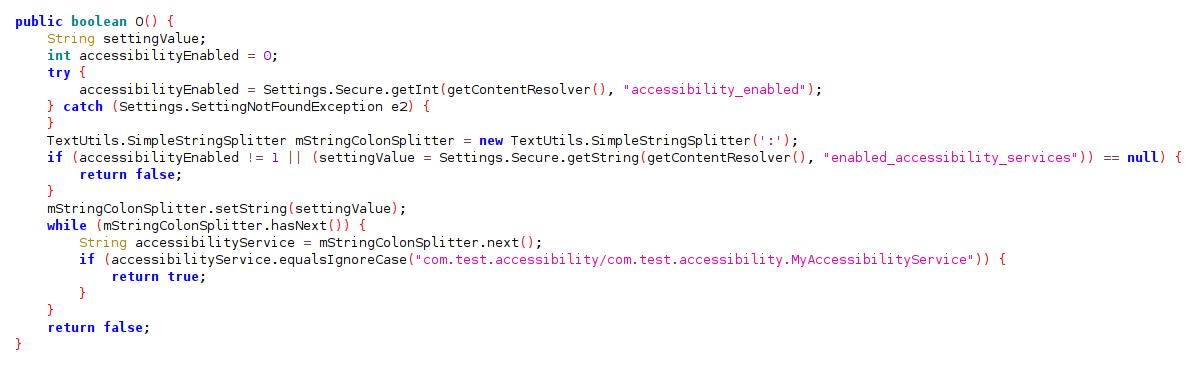 public boolean O() {
    String settingValue;
    int accessibilityEnabled = 0;
    try {
        accessibilityEnabled = Settings.Secure.getInt(getContentResolver(), "accessibility_enabled");
    } catch (Settings.SettingNotFoundException e2) {
    }
    TextUtils.SimpleStringSplitter mStringColonSplitter = new TextUtils.SimpleStringSplitter(':');
    if (accessibilityEnabled != 1 || (settingValue = Settings.Secure.getString(getContentResolver(), "enabled_accessibility_services")) == null) {
        return false;
    }
    mStringColonSplitter.setString(settingValue);
    while (mStringColonSplitter.hasNext()) {
        String accessibilityService = mStringColonSplitter.next();
        if (accessibilityService.equalsIgnoreCase("com.test.accessibility/com.test.accessibility.MyAccessibilityService")) {
            return true;
        }
    }
    return false;
}